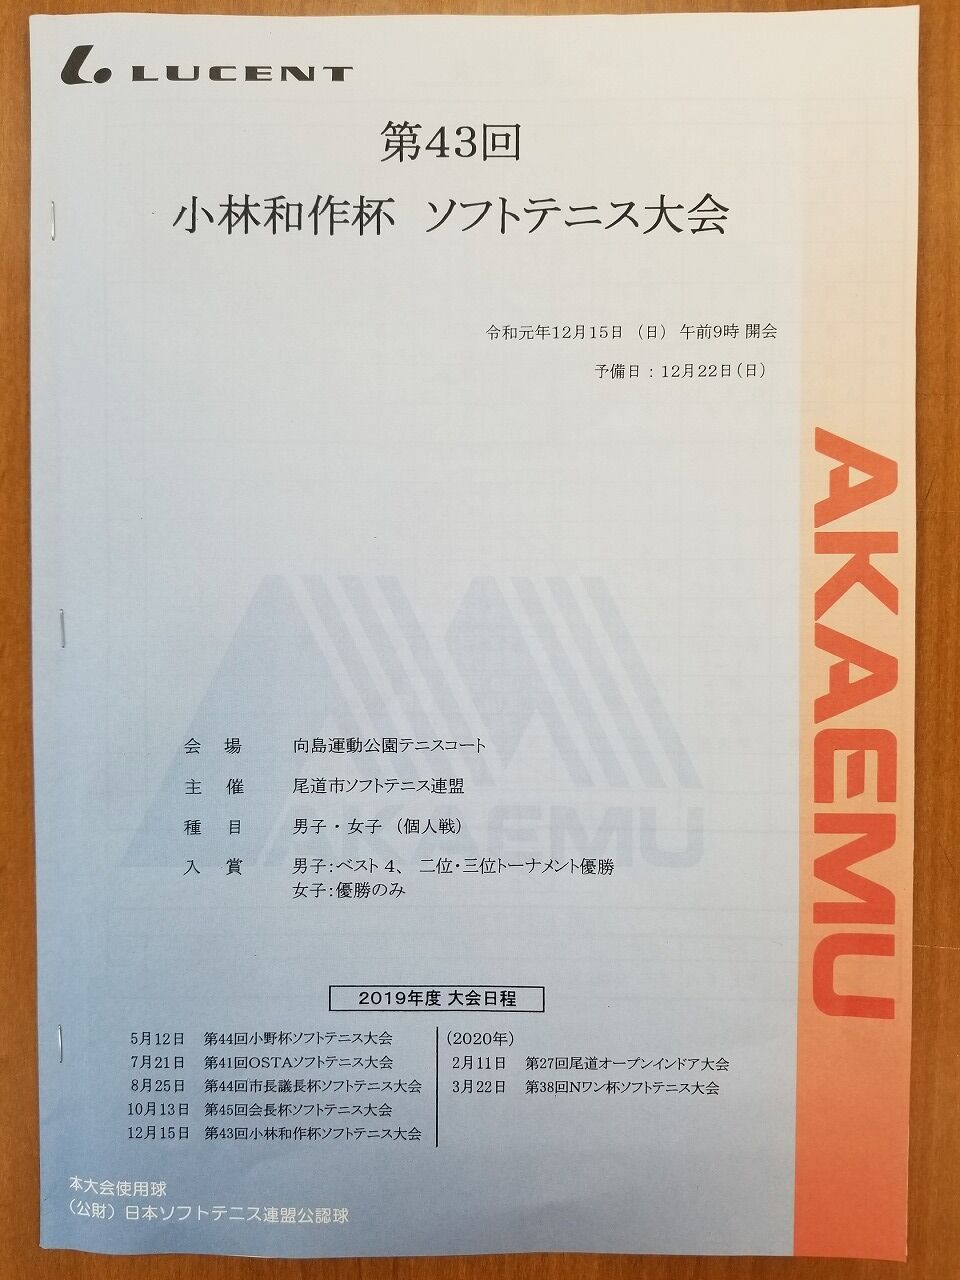 LUCENT
第43回
小林和作杯 ソフトテニス大会
令和元年12月15日 （日） 午前9時 開会
予備日：12月22日（日）
AKAEMU
会 場 向島運動公園テニスコート
主 催 尾道市ソフトテニス連盟
種 目 男子・女子 （個人戦）
入 賞 男子：ベスト4、 二位・三位トーナメント優勝
女子：優勝のみ
AKAEMU
2019年度 大会日程
5月12日 第44回小野杯ソフトテニス大会
7月21日 第41回OSTAソフトテニス大会
8月25日 第44回市長議長杯ソフトテニス大会
10月13日 第45回会長杯ソフトテニス大会
12月15日 第43回小林和作杯ソフトテニス大会
（2020年）
2月11日 第27回尾道オープンインドア大会
3月22日 第38回Nワン杯ソフトテニス大会
本大会使用球
（公財）日本ソフトテニス連盟公認球